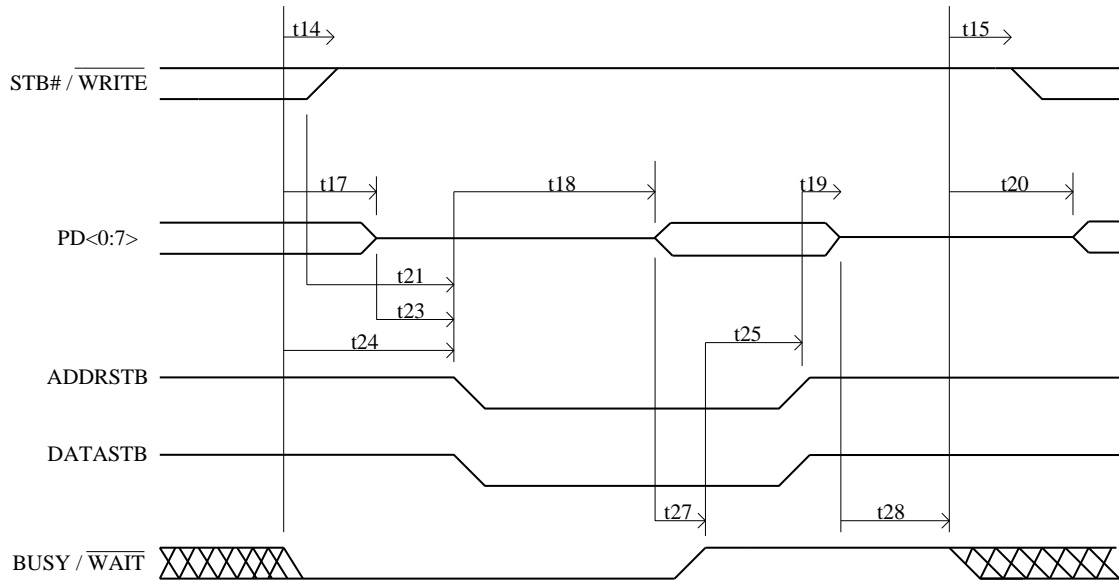 t14 t15
STB# / WRITE
t17 t18 t19 t20
PD<0:7>
t21
t23
t24 t25
ADDRSTB
DATASTB
t27 t28
BUSY / WAIT